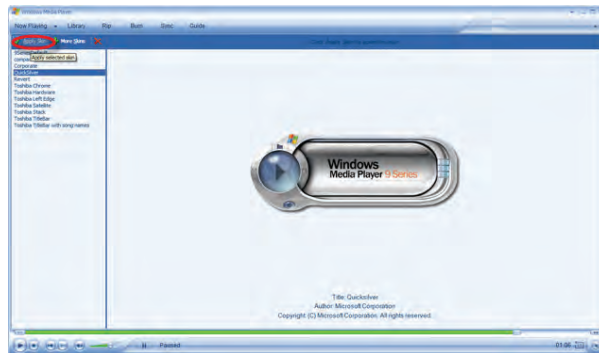 Windows Media Player
Now Playing Library Rip Burn Sync Guide
Apply Skin More Skins
Apply selected skin
Corporate
QuickSilver
Revert
Toshiba Chrome
Toshiba Hardware
Toshiba Left Edge
Toshiba Satellite
Toshiba Stack
Toshiba TitleBar
Toshiba TitleBar with song names
Windows
Media Player 9 Series
Title: Quicksilver
Author: Microsoft Corporation
Copyright: (C) Microsoft Corporation. All rights reserved.
Paused
01:06